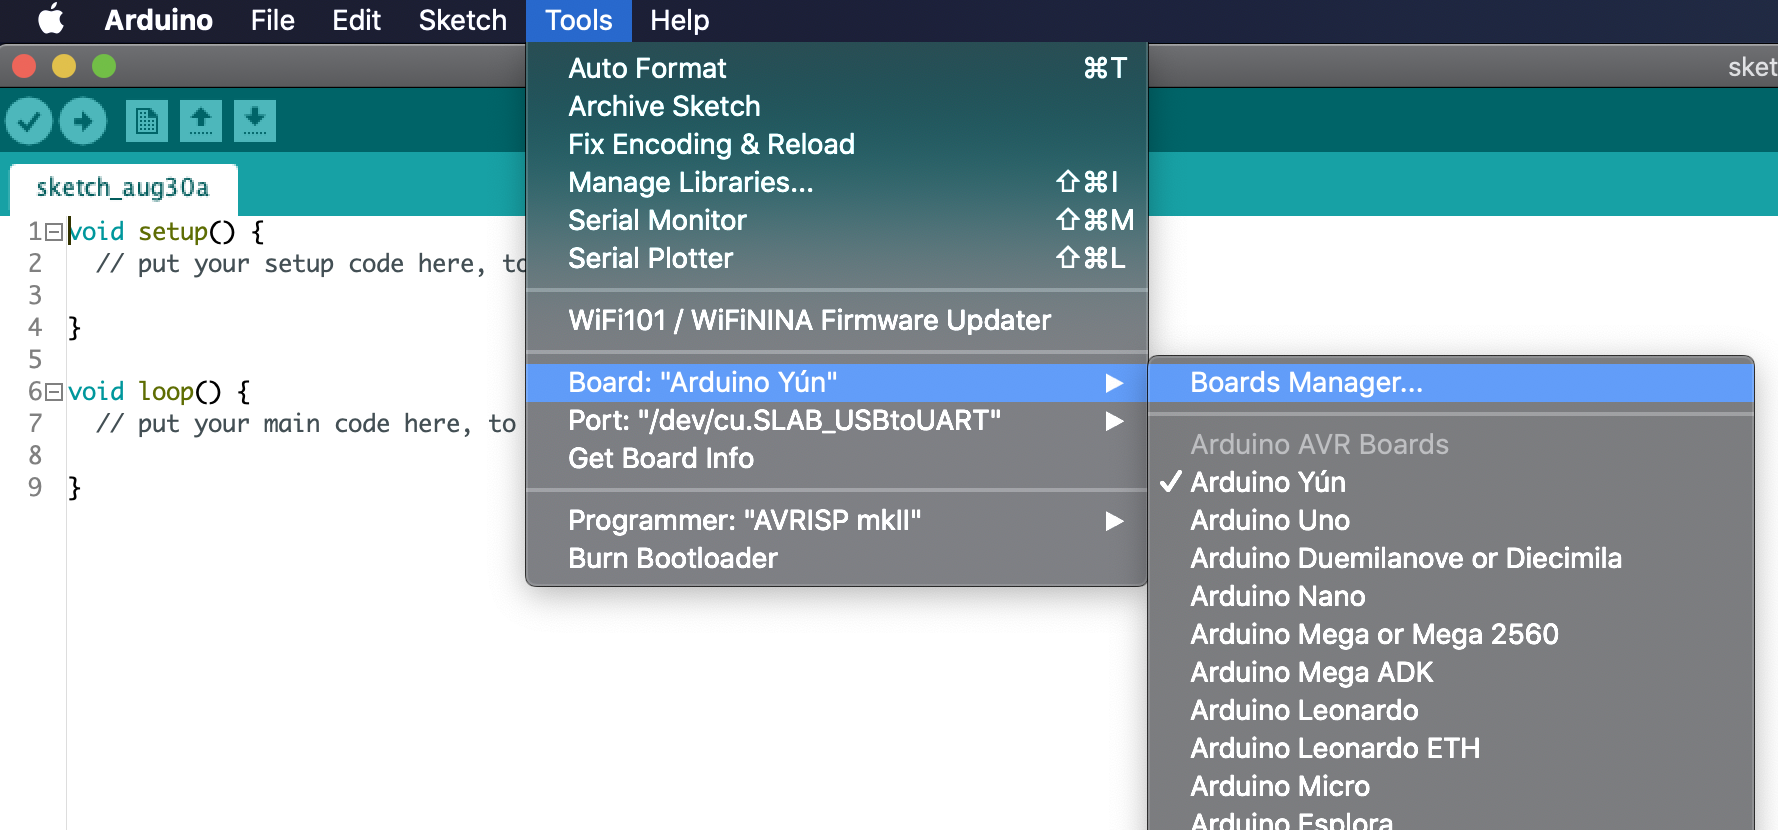 Arduino File Edit Sketch Tools Help
sket
Auto Format ⌘T
Archive Sketch
Fix Encoding & Reload
Manage Libraries... ⇧⌘I
Serial Monitor ⇧⌘M
Serial Plotter ⇧⌘L
WiFi101 / WiFiNINA Firmware Updater
Board: "Arduino Yún"
Port: "/dev/cu.SLAB_USBtoUART"
Get Board Info
Programmer: "AVRISP mkII"
Burn Bootloader
Boards Manager...
Arduino AVR Boards
✓ Arduino Yún
Arduino Uno
Arduino Duemilanove or Diecimila
Arduino Nano
Arduino Mega or Mega 2560
Arduino Mega ADK
Arduino Leonardo
Arduino Leonardo ETH
Arduino Micro
Arduino Esplora
sketch_aug30a
1 void setup() {
2 // put your setup code here, to
3
4 }
5
6 void loop() {
7 // put your main code here, to
8
9 }